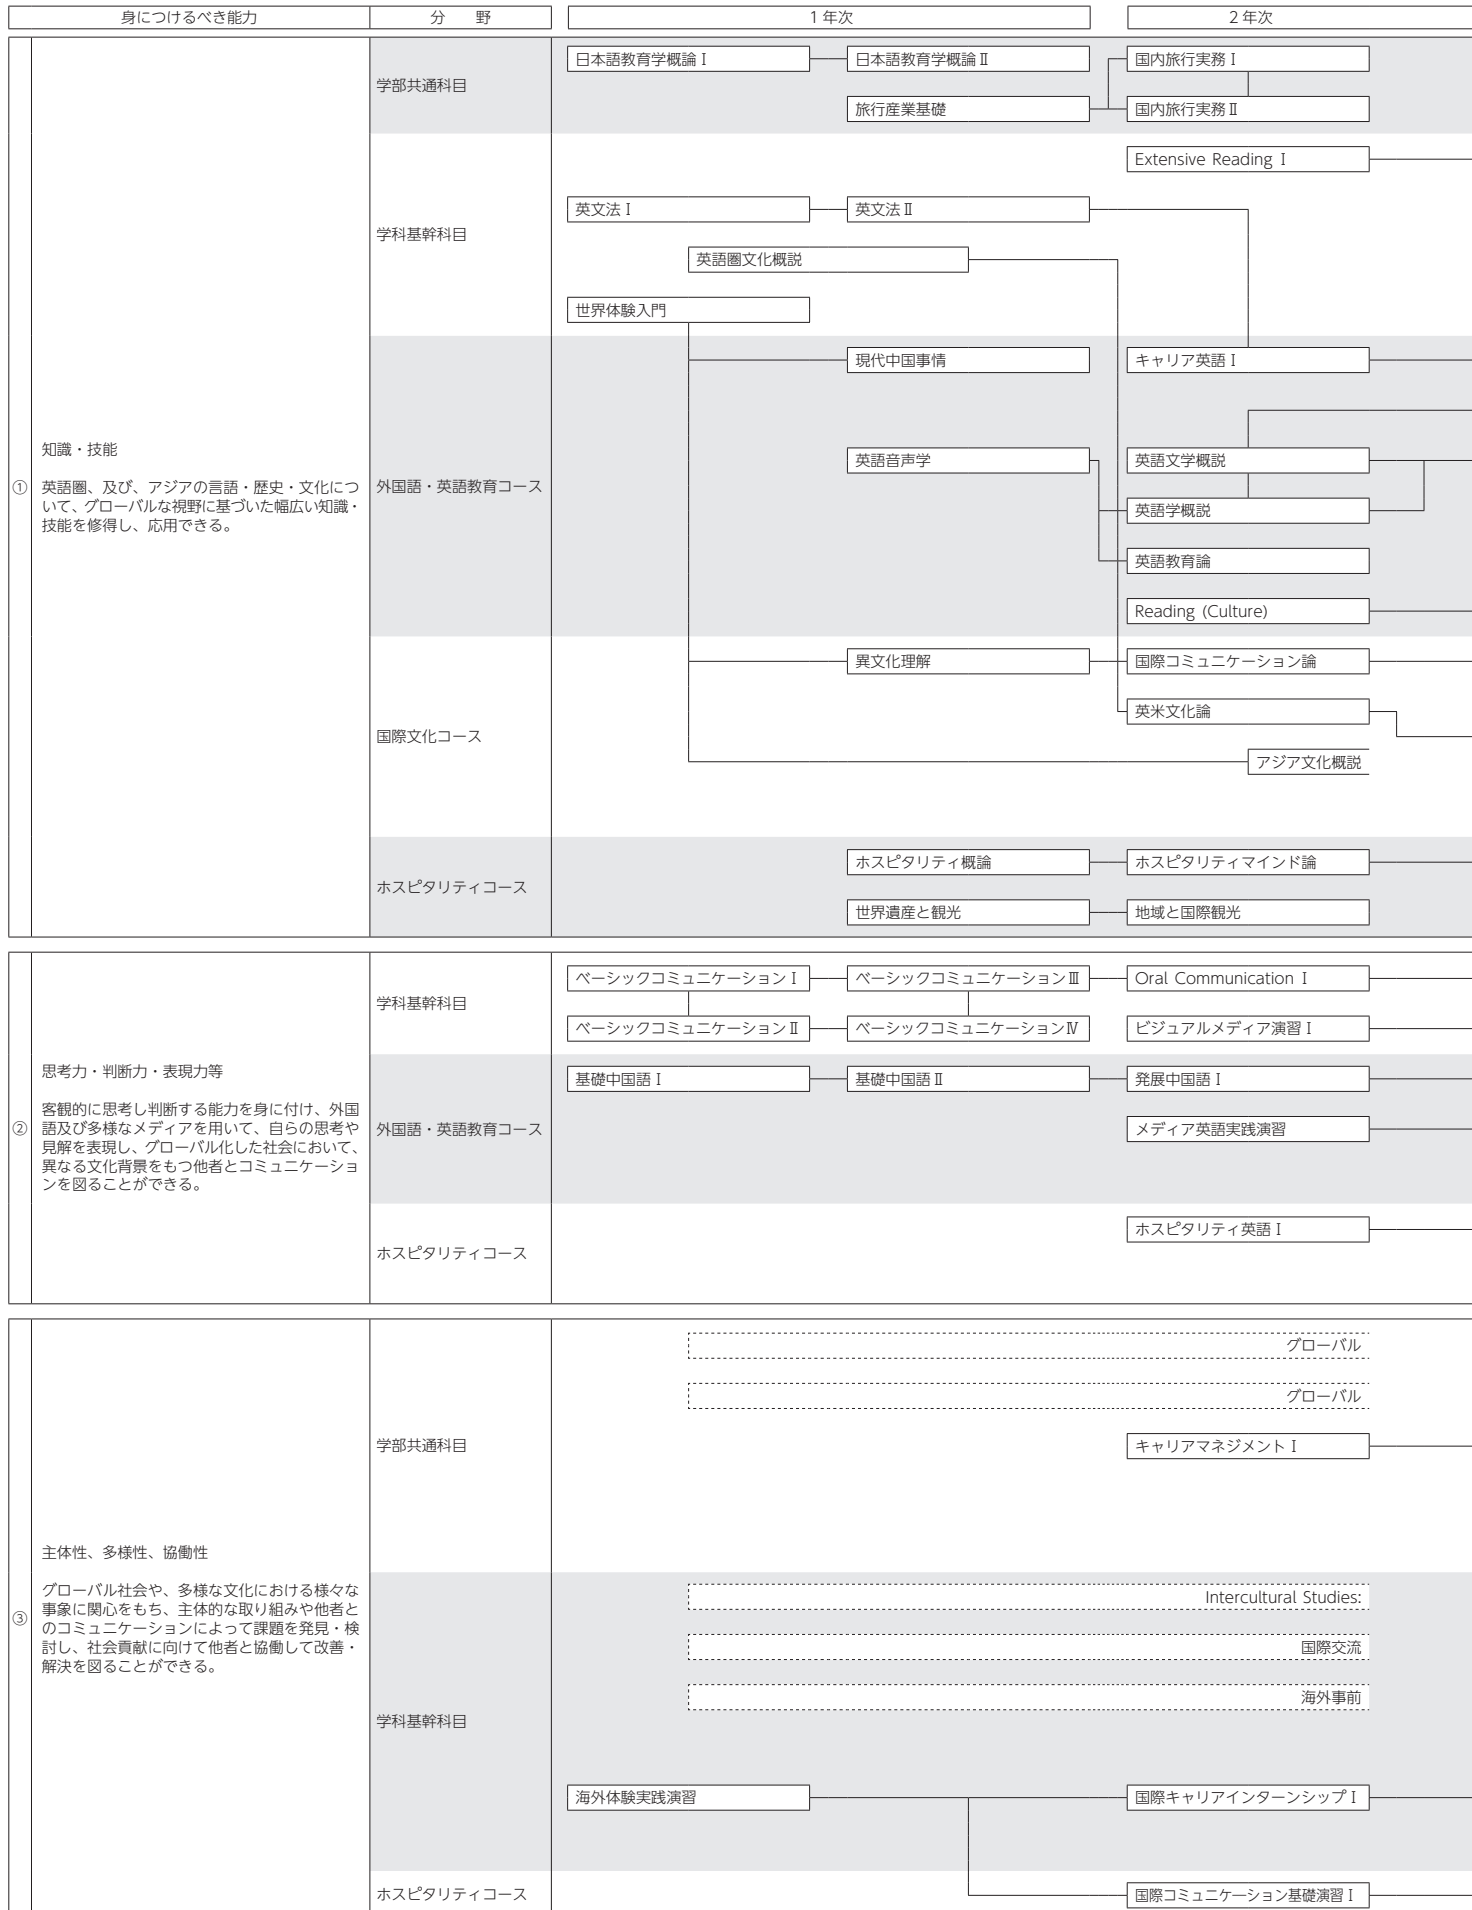 身につけるべき能力 分 野 1年次 2年次
学部共通科目
日本語教育学概論Ⅰ 日本語教育学概論Ⅱ 国内旅行実務Ⅰ
旅行産業基礎 国内旅行実務Ⅱ
学科基幹科目
Extensive Reading Ⅰ
英文法Ⅰ 英文法Ⅱ
英語圏文化概説
世界体験入門
①
知識・技能
英語圏、及び、アジアの言語・歴史・文化につ
いて、グローバルな視野に基づいた幅広い知識・
技能を修得し、応用できる。
外国語・英語教育コース
現代中国事情 キャリア英語Ⅰ
英語音声学 英語文学概説
英語学概説
英語教育論
Reading (Culture)
国際文化コース
異文化理解 国際コミュニケーション論
英米文化論
アジア文化概説
ホスピタリティコース
ホスピタリティ概論 ホスピタリティマインド論
世界遺産と観光 地域と国際観光
②
思考力・判断力・表現力等
客観的に思考し判断する能力を身に付け、外国
語及び多様なメディアを用いて、自らの思考や
見解を表現し、グローバル化した社会において、
異なる文化背景をもつ他者とコミュニケーショ
ンを図ることができる。
学科基幹科目
ベーシックコミュニケーションⅠ ベーシックコミュニケーションⅢ Oral Communication Ⅰ
ベーシックコミュニケーションⅡ ベーシックコミュニケーションⅣ ビジュアルメディア演習Ⅰ
外国語・英語教育コース
基礎中国語Ⅰ 基礎中国語Ⅱ 発展中国語Ⅰ
メディア英語実践演習
ホスピタリティコース
ホスピタリティ英語Ⅰ
③
主体性、多様性、協働性
グローバル社会や、多様な文化における様々な
事象に関心をもち、主体的な取り組みや他者と
のコミュニケーションによって課題を発見・検
討し、社会貢献に向けて他者と協働して改善・
解決を図ることができる。
学部共通科目
グローバル
グローバル
キャリアマネジメントⅠ
学科基幹科目
Intercultural Studies:
国際交流
海外事前
海外体験実践演習 国際キャリアインターンシップⅠ
ホスピタリティコース
国際コミュニケーション基礎演習Ⅰ